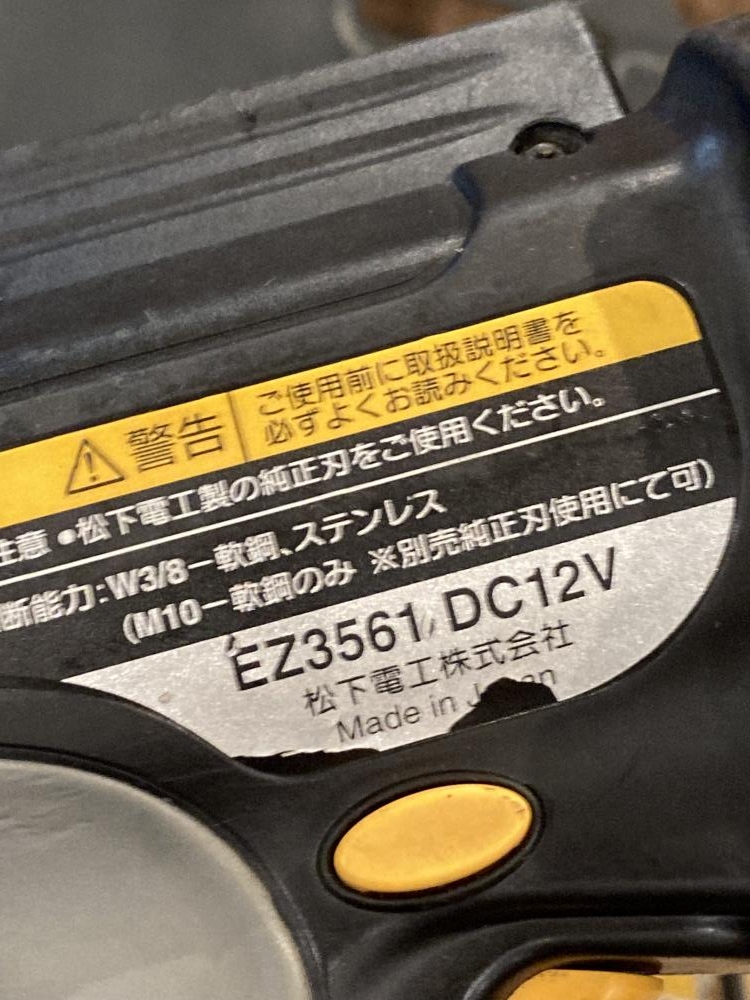 警告
ご使用前に取扱説明書を
必ずよくお読みください。
注意 ●松下電工製の純正刃をご使用ください。
断能力:W3/8ー軟鋼、ステンレス
(M10ー軟鋼のみ ※別売純正刃使用にて可)
EZ3561 DC12V
松下電工株式会社
Made in